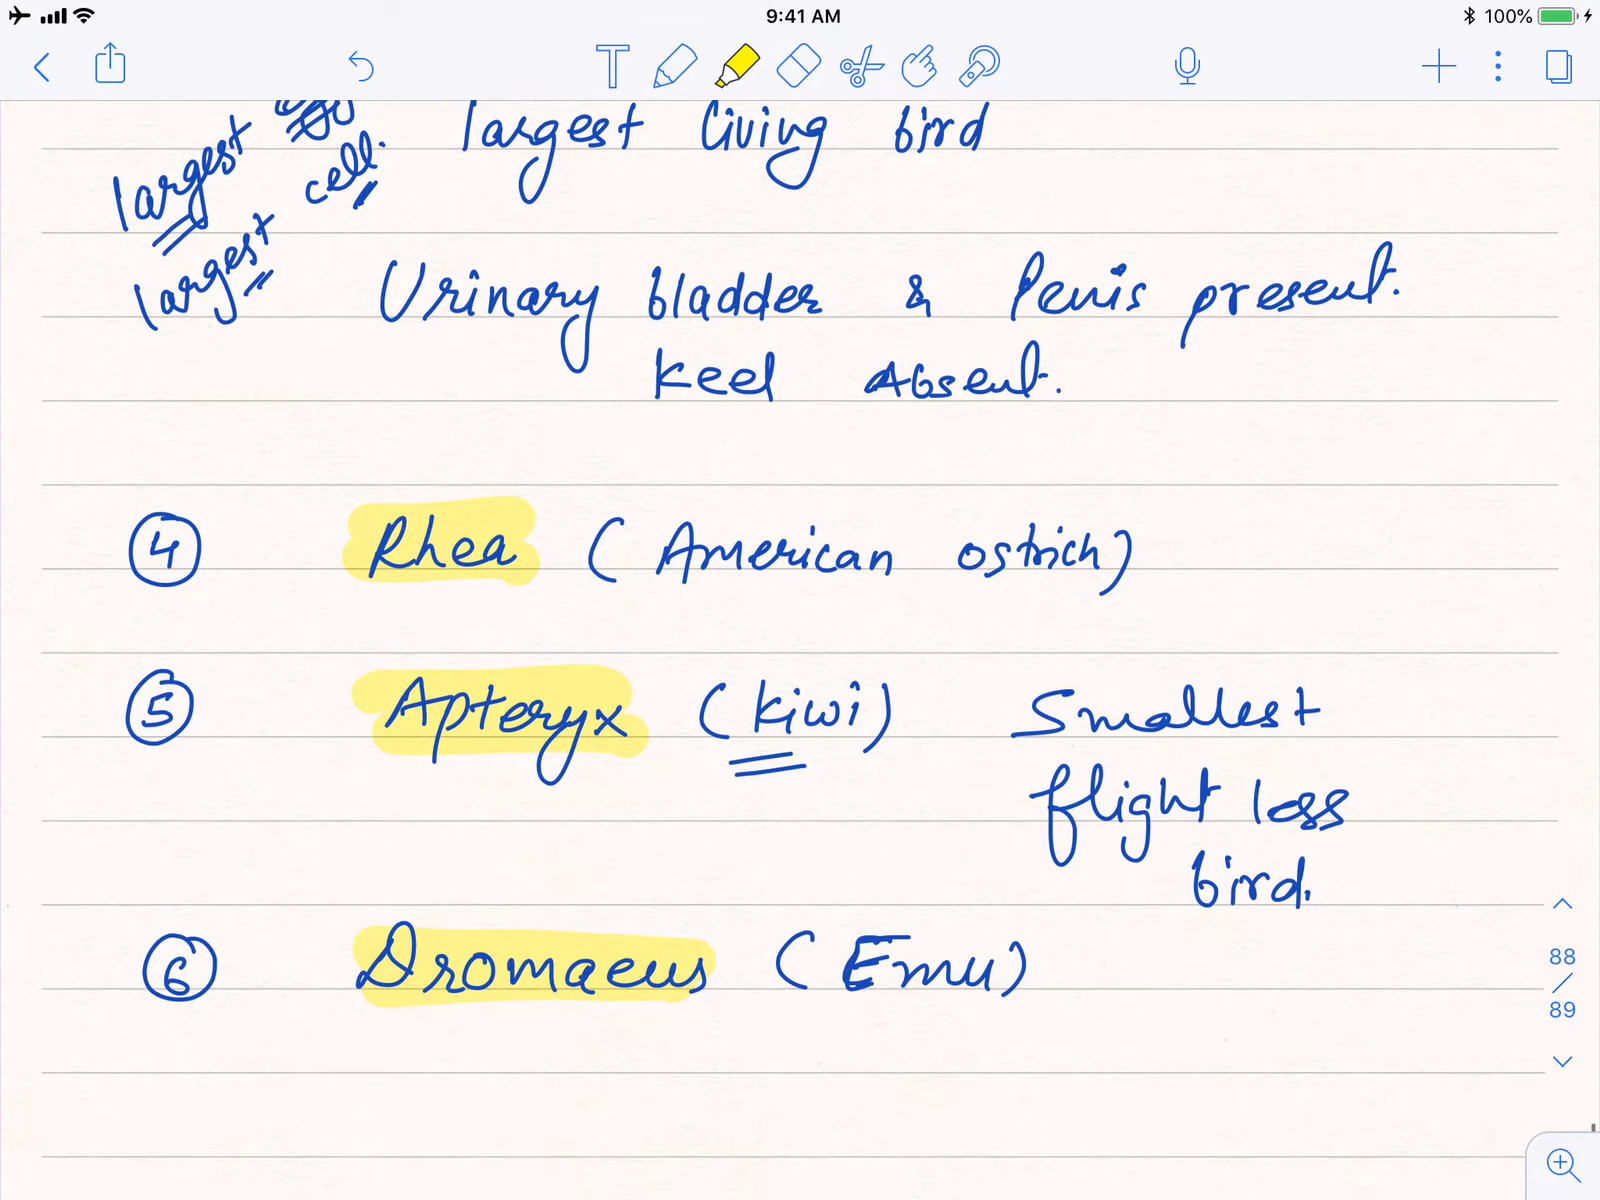 9:41 AM
100%
T
largest egg
cell.
largest
largest living bird
Urinary bladder & Penis present.
Keel Absent.
4 Rhea (American ostrich)
5 Apteryx (kiwi) Smallest
flight less
bird.
6 Dromaeus (Emu)
88
/
89